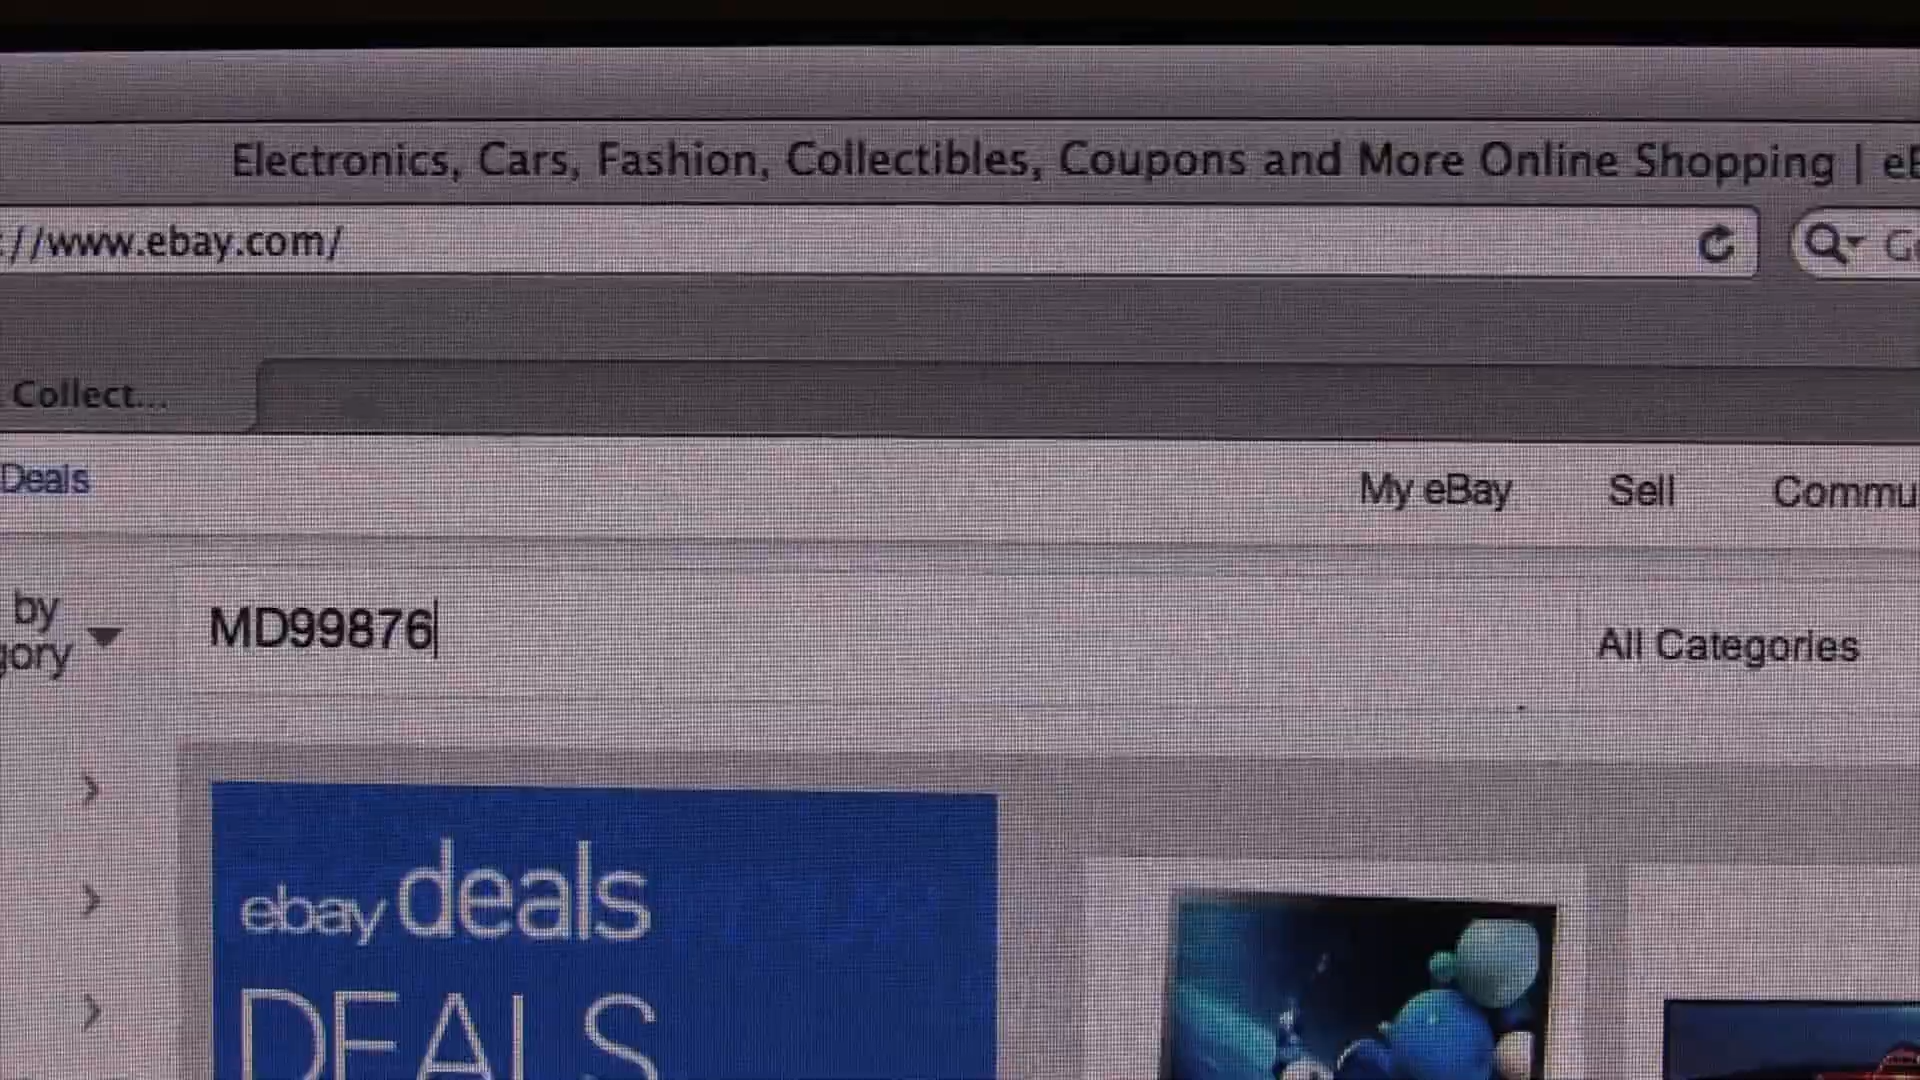 Electronics, Cars, Fashion, Collectibles, Coupons and More Online Shopping | eB
://www.ebay.com/
Collect...
Deals
My eBay
Sell
Commu
by
gory
MD99876
All Categories
ebay deals
DEALS